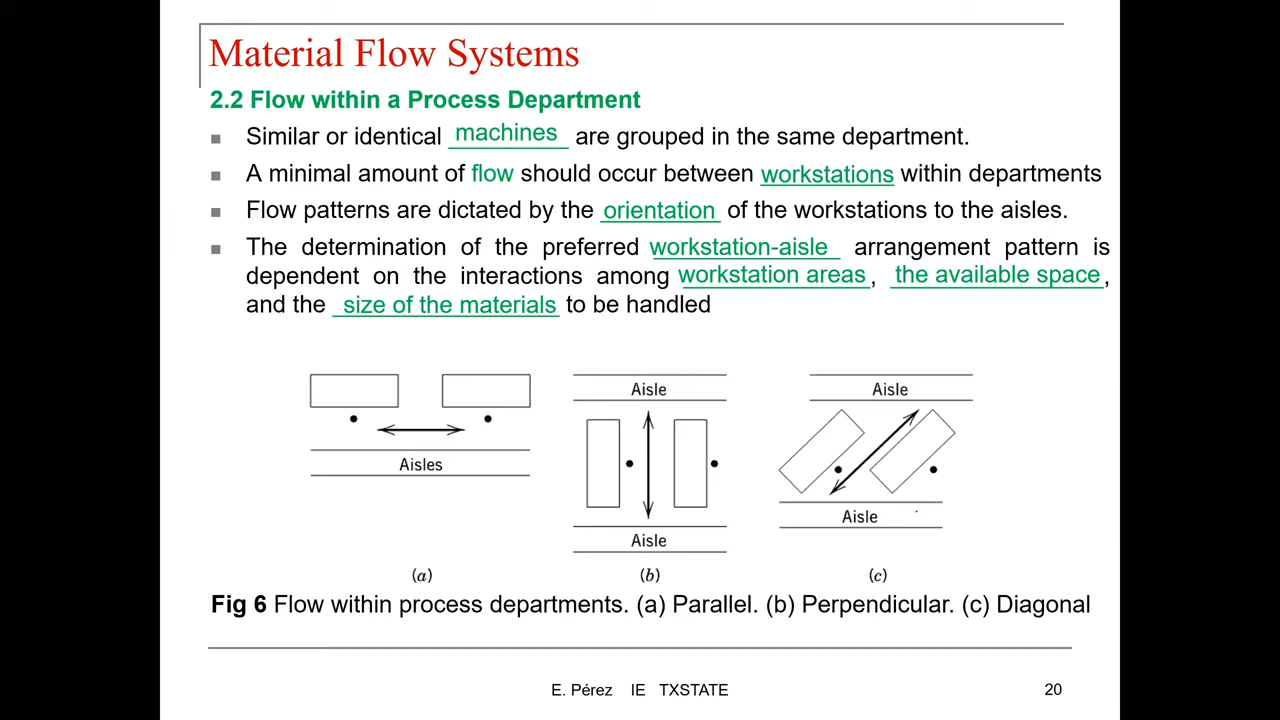 Material Flow Systems
2.2 Flow within a Process Department
Similar or identical machines are grouped in the same department.
A minimal amount of flow should occur between workstations within departments
Flow patterns are dictated by the orientation of the workstations to the aisles.
The determination of the preferred workstation-aisle arrangement pattern is
dependent on the interactions among workstation areas, the available space,
and the size of the materials to be handled
Aisles
(a)
Aisle
Aisle
(b)
Aisle
Aisle
(c)
Fig 6 Flow within process departments. (a) Parallel. (b) Perpendicular. (c) Diagonal
E. Pérez IE TXSTATE
20